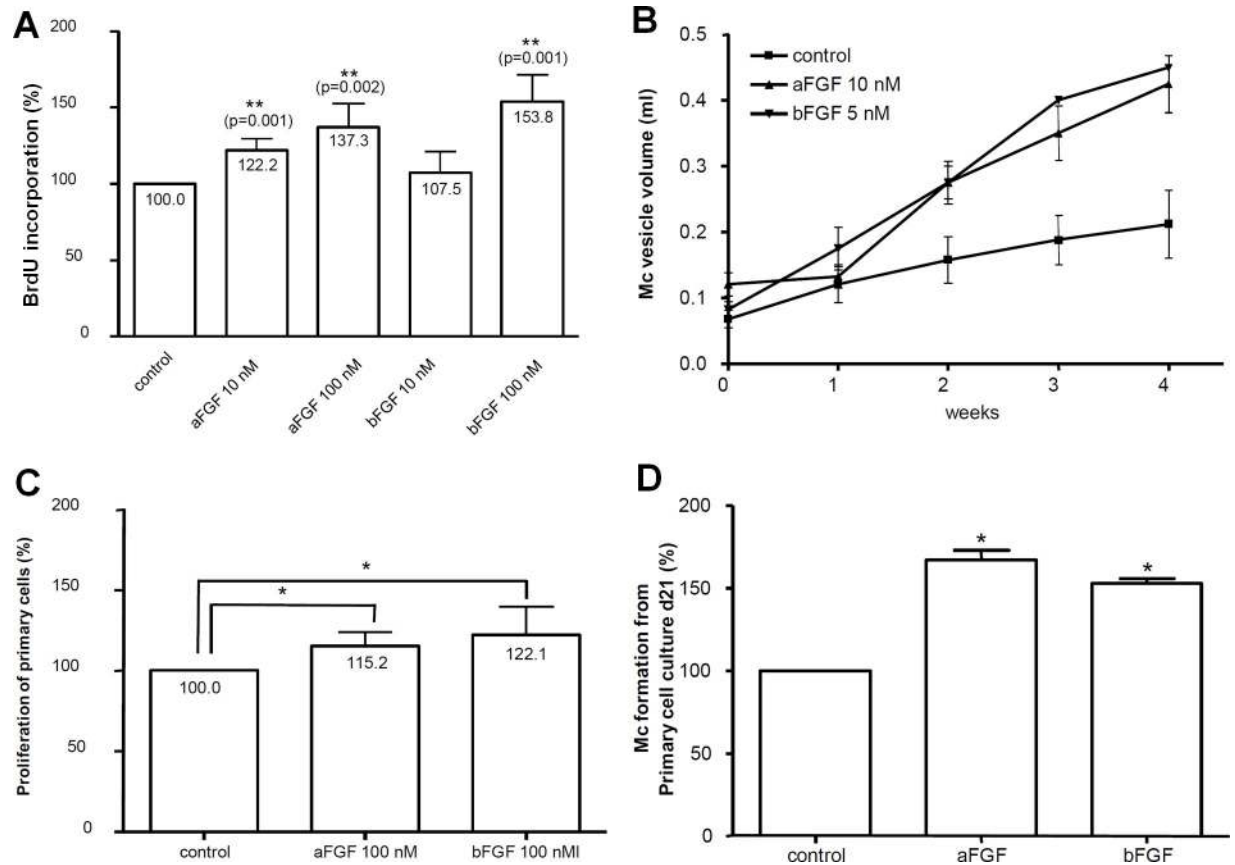 A
BrdU incorporation (%)
200
150
100
50
0
**
(p=0.001)
**
(p=0.002)
**
(p=0.001)
100.0
122.2
137.3
107.5
153.8
control
aFGF 10 nM
aFGF 100 nM
bFGF 10 nM
bFGF 100 nM
B
Mc vesicle volume (ml)
0.5
0.4
0.3
0.2
0.1
0.0
control
aFGF 10 nM
bFGF 5 nM
0 1 2 3 4
weeks
C
Proliferation of primary cells (%)
200
150
100
50
0
*
*
100.0
115.2
122.1
control aFGF 100 nM bFGF 100 nMl
D
Mc formation from
Primary cell culture d21 (%)
200
150
100
50
0
*
*
control aFGF bFGF